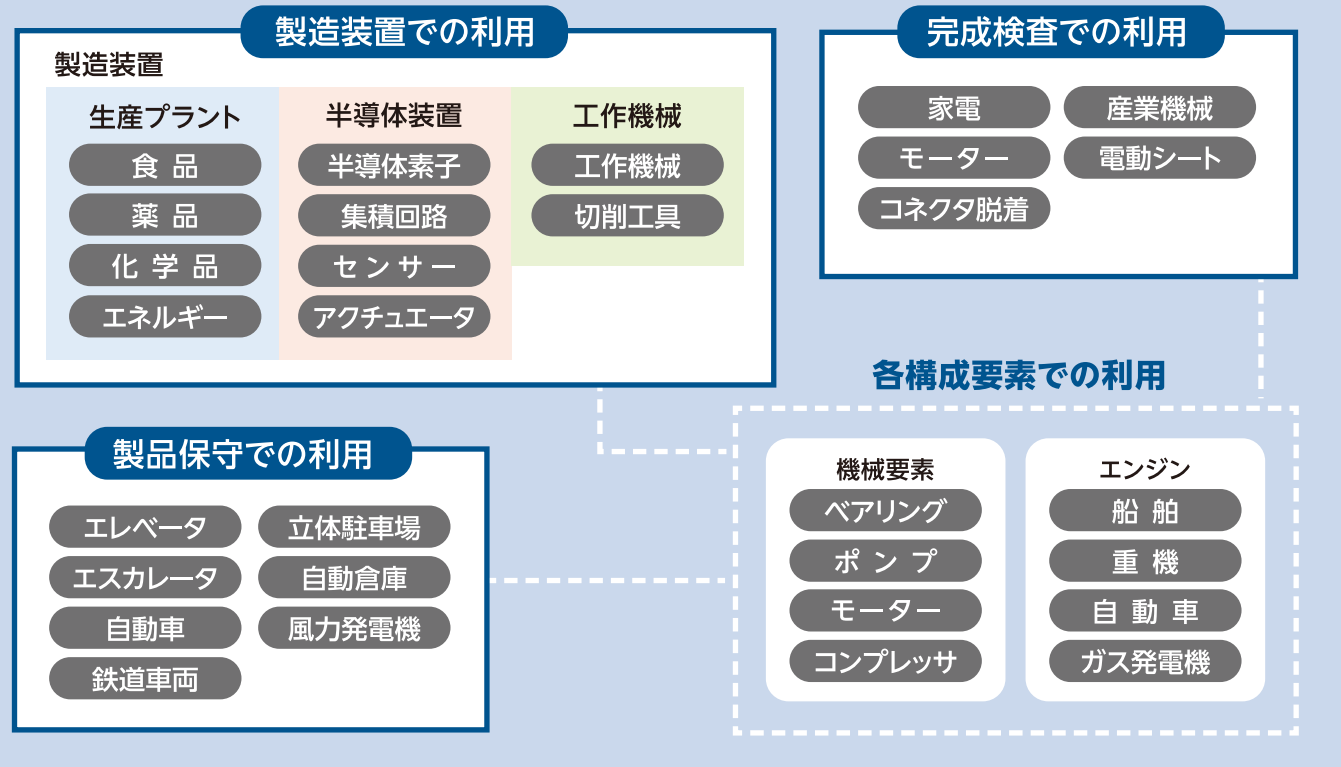 製造装置での利用
製造装置
生産プラント
食品
薬品
化学品
エネルギー
半導体装置
半導体素子
集積回路
センサー
アクチュエータ
工作機械
工作機械
切削工具
完成検査での利用
家電
産業機械
モーター
電動シート
コネクタ脱着
製品保守での利用
エレベータ
立体駐車場
エスカレータ
自動倉庫
自動車
風力発電機
鉄道車両
各構成要素での利用
機械要素
ベアリング
ポンプ
モーター
コンプレッサ
エンジン
船舶
重機
自動車
ガス発電機